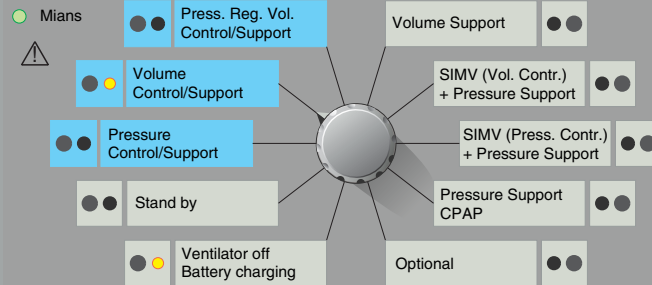 Mians
Press. Reg. Vol.
Control/Support
Volume
Control/Support
Pressure
Control/Support
Stand by
Ventilator off
Battery charging
Volume Support
SIMV (Vol. Contr.)
+ Pressure Support
SIMV (Press. Contr.)
+ Pressure Support
Pressure Support
CPAP
Optional